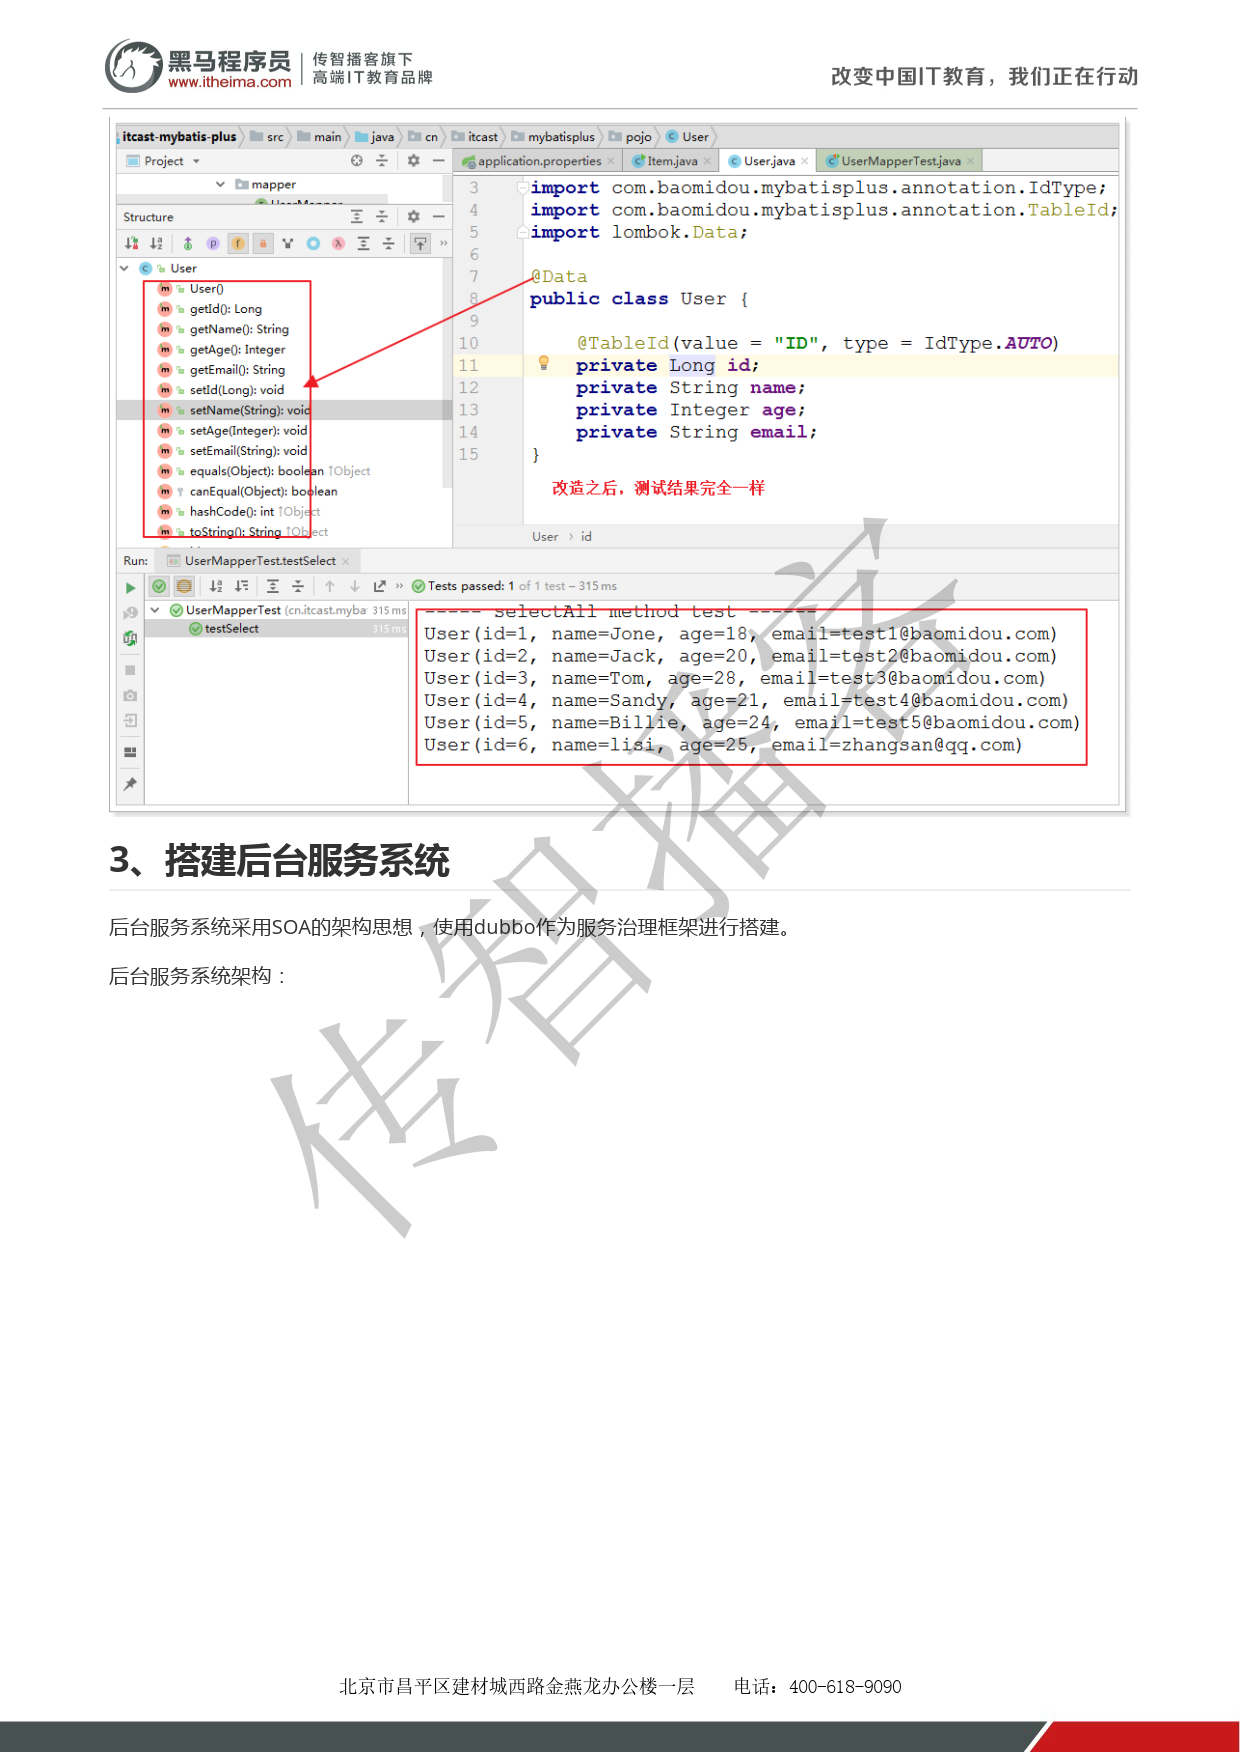 黑马程序员
www.itheima.com
传智播客旗下
高端IT教育品牌
改变中国IT教育，我们正在行动
itcast-mybatis-plus src main java cn itcast mybatisplus pojo User
Project
application.properties Item.java User.java UserMapperTest.java
mapper
UserMapper
Structure
User
User()
getId(): Long
getName(): String
getAge(): Integer
getEmail(): String
setId(Long): void
setName(String): void
setAge(Integer): void
setEmail(String): void
equals(Object): boolean ↑Object
canEqual(Object): boolean
hashCode(): int ↑Object
toString(): String ↑Object
3 import com.baomidou.mybatisplus.annotation.IdType;
4 import com.baomidou.mybatisplus.annotation.TableId;
5 import lombok.Data;
6
7 @Data
8 public class User {
9
10 @TableId(value = "ID", type = IdType.AUTO)
11 private Long id;
12 private String name;
13 private Integer age;
14 private String email;
15 }
改造之后，测试结果完全一样
User › id
Run: UserMapperTest.testSelect
Tests passed: 1 of 1 test – 315 ms
UserMapperTest (cn.itcast.myba 315 ms
testSelect 315 ms
----- selectAll method test ------
User(id=1, name=Jone, age=18, email=test1@baomidou.com)
User(id=2, name=Jack, age=20, email=test2@baomidou.com)
User(id=3, name=Tom, age=28, email=test3@baomidou.com)
User(id=4, name=Sandy, age=21, email=test4@baomidou.com)
User(id=5, name=Billie, age=24, email=test5@baomidou.com)
User(id=6, name=lisi, age=25, email=zhangsan@qq.com)
3、搭建后台服务系统
后台服务系统采用SOA的架构思想，使用dubbo作为服务治理框架进行搭建。
后台服务系统架构：
传智播客
北京市昌平区建材城西路金燕龙办公楼一层 电话：400-618-9090